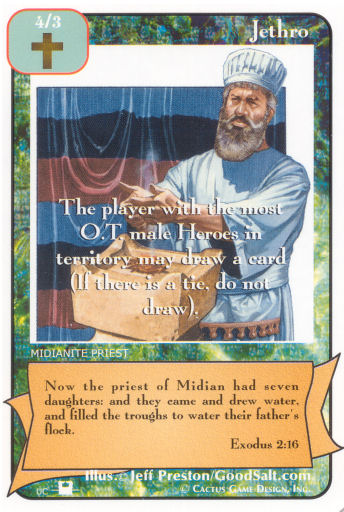 4/3
Jethro
The player with the most
O.T. male Heroes in
territory may draw a card
(If there is a tie, do not
draw).
MIDIANITE PRIEST
Now the priest of Midian had seven
daughters: and they came and drew water,
and filled the troughs to water their father's
flock.
Exodus 2:16
Illus. Jeff Preston/GoodSalt.com
© CACTUS GAME DESIGN, INC.
UC